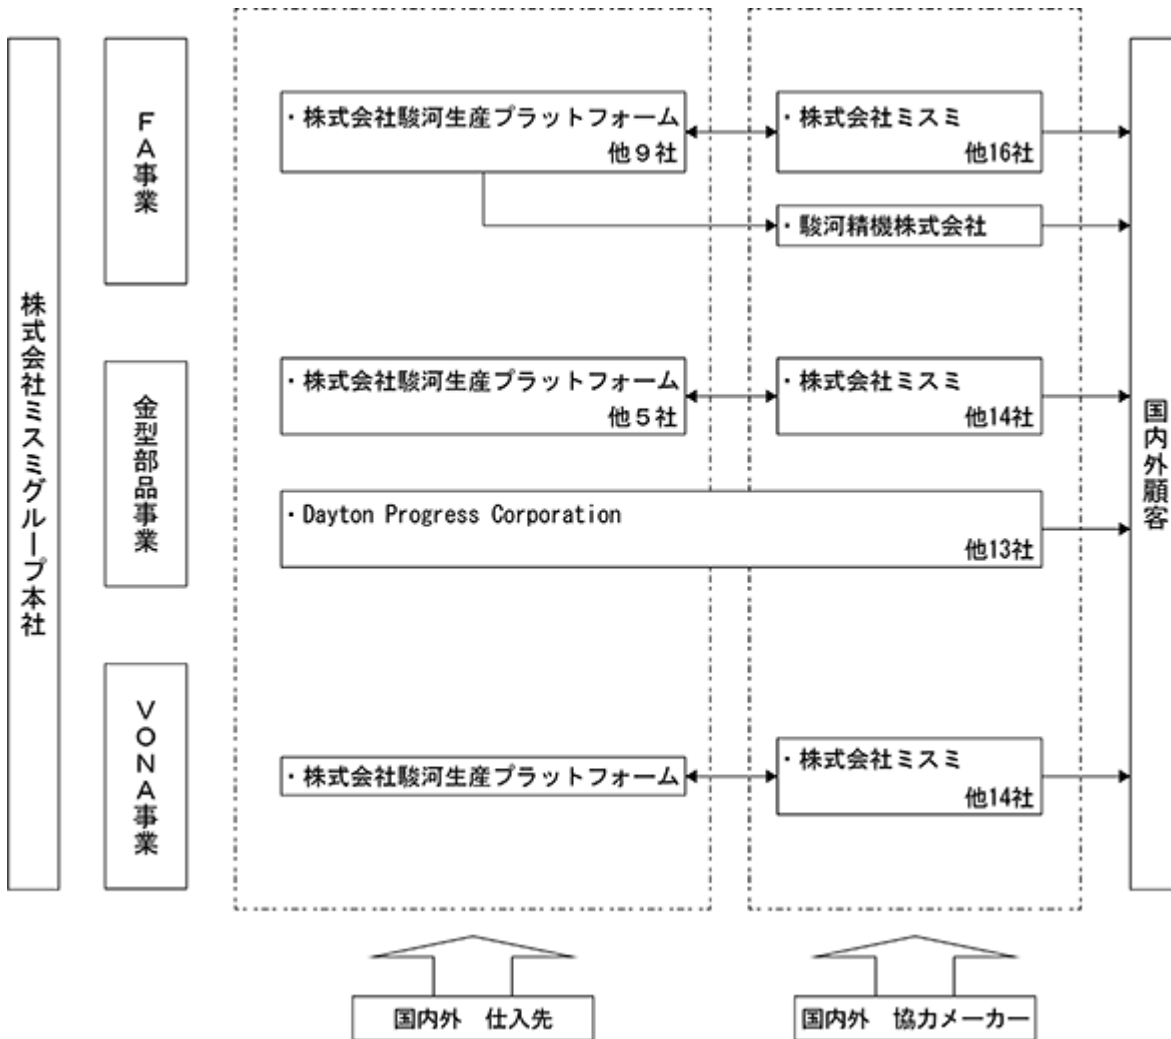 株式会社ミスミグループ本社
ＦＡ事業
・株式会社駿河生産プラットフォーム
他９社
・株式会社ミスミ
他16社
・駿河精機株式会社
金型部品事業
・株式会社駿河生産プラットフォーム
他５社
・株式会社ミスミ
他14社
・Dayton Progress Corporation
他13社
ＶＯＮＡ事業
・株式会社駿河生産プラットフォーム
・株式会社ミスミ
他14社
国内外顧客
国内外　仕入先
国内外　協力メーカー